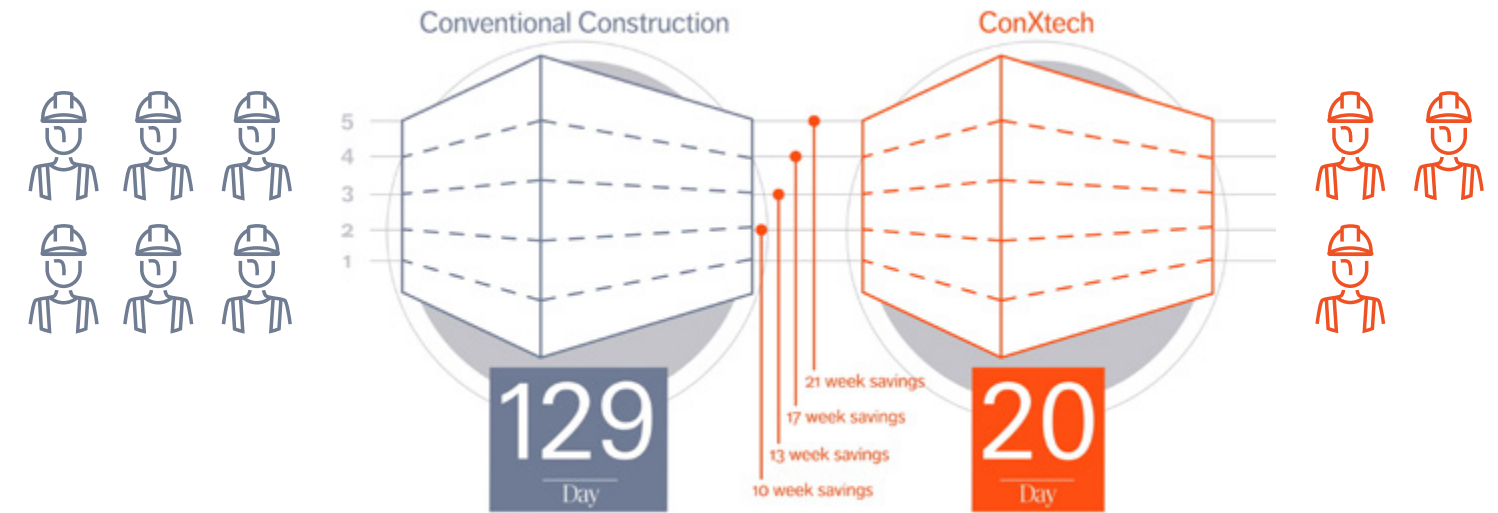 Conventional Construction
ConXtech
5
4
3
2
1
21 week savings
17 week savings
13 week savings
10 week savings
129
Day
20
Day